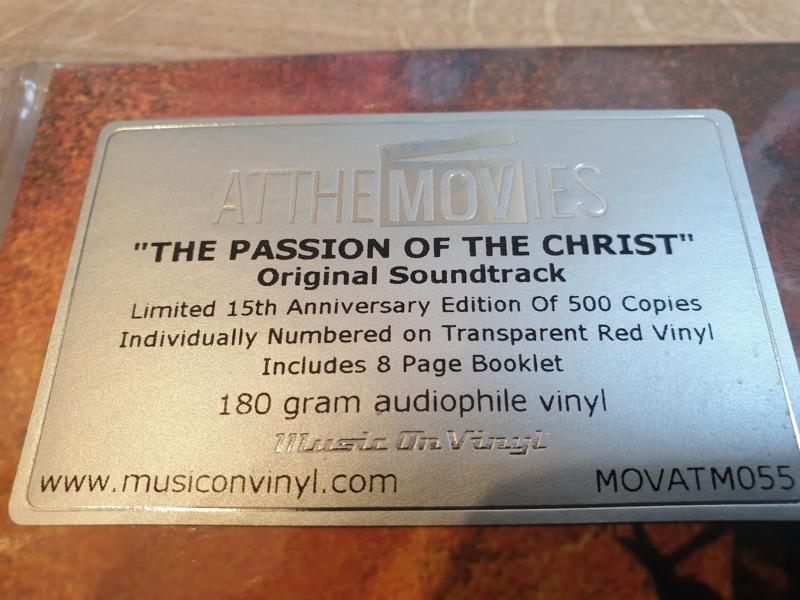 ATTHEMOVIES
"THE PASSION OF THE CHRIST"
Original Soundtrack
Limited 15th Anniversary Edition Of 500 Copies
Individually Numbered on Transparent Red Vinyl
Includes 8 Page Booklet
180 gram audiophile vinyl
Music On Vinyl
www.musiconvinyl.com MOVATM055